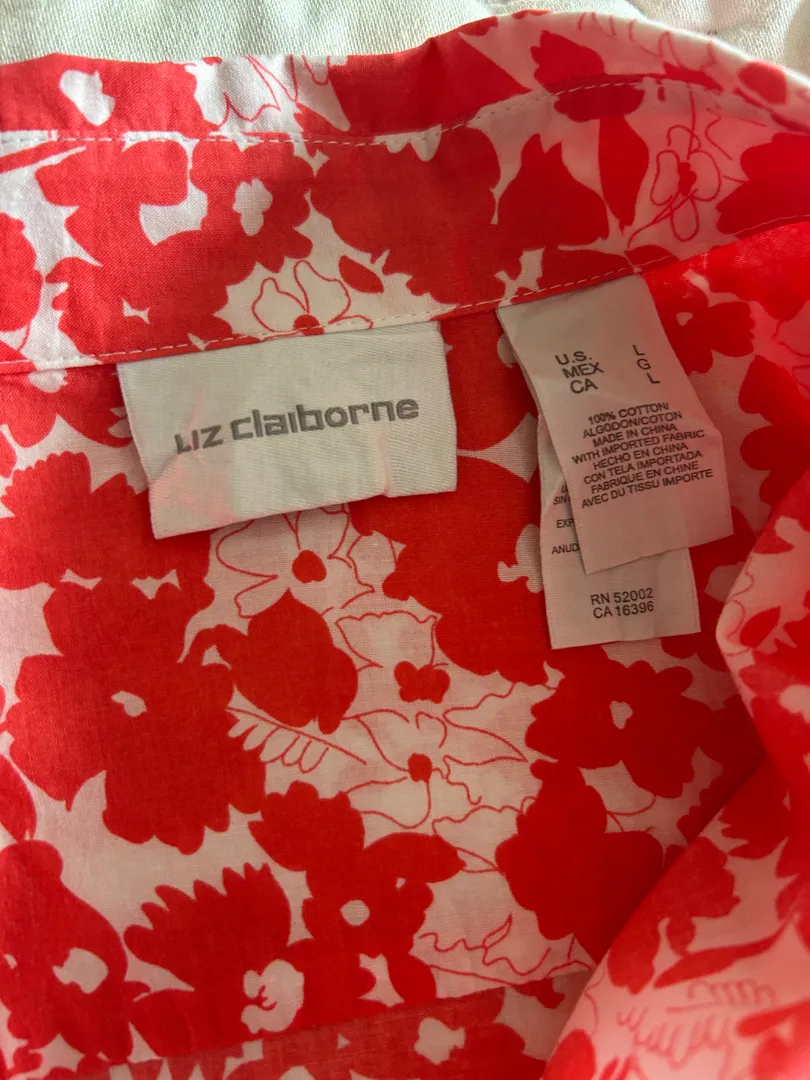 LIZ claiborne
U.S. L
MEX G
CA L
100% COTTON/
ALGODON/COTON
MADE IN CHINA
WITH IMPORTED FABRIC
HECHO EN CHINA
CON TELA IMPORTADA
FABRIQUE EN CHINE
AVEC DU TISSU IMPORTE
RN 52002
CA 16396